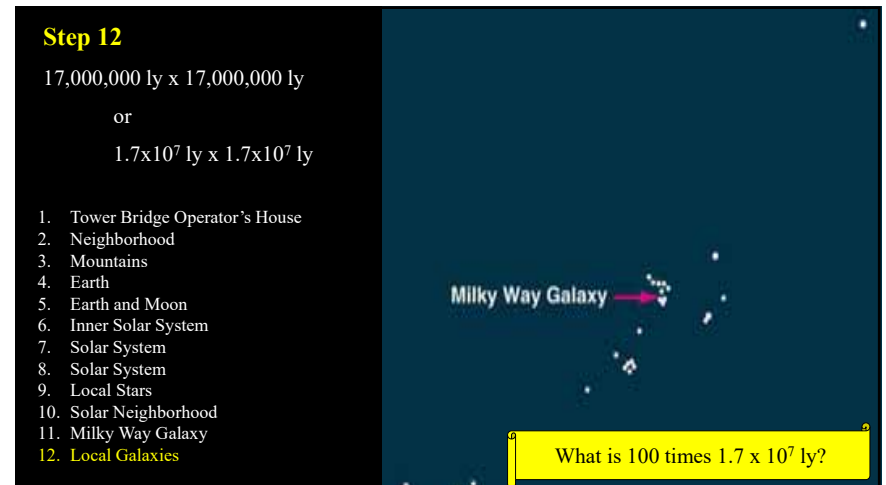 Step 12
17,000,000 ly x 17,000,000 ly
or
1.7x10⁷ ly x 1.7x10⁷ ly
1. Tower Bridge Operator’s House
2. Neighborhood
3. Mountains
4. Earth
5. Earth and Moon
6. Inner Solar System
7. Solar System
8. Solar System
9. Local Stars
10. Solar Neighborhood
11. Milky Way Galaxy
12. Local Galaxies
Milky Way Galaxy
What is 100 times 1.7 x 10⁷ ly?